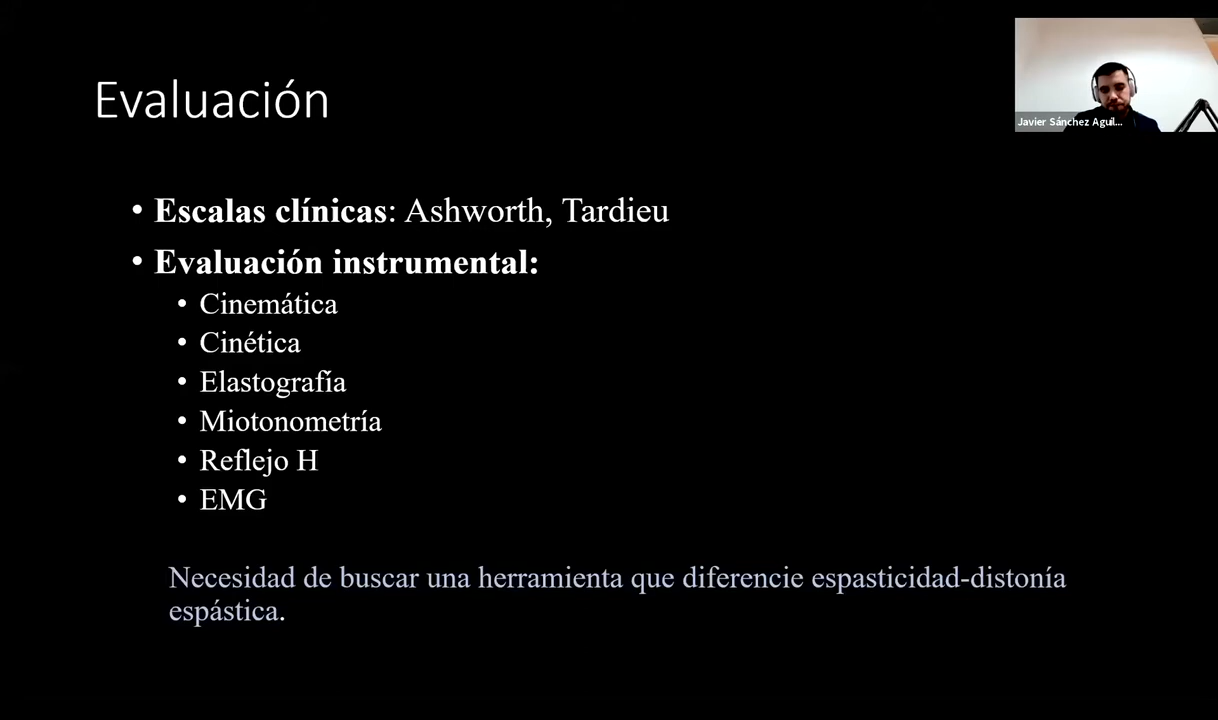 Evaluación
Javier Sánchez Aguil...
• Escalas clínicas: Ashworth, Tardieu
• Evaluación instrumental:
• Cinemática
• Cinética
• Elastografía
• Miotonometría
• Reflejo H
• EMG
Necesidad de buscar una herramienta que diferencie espasticidad-distonía
espástica.